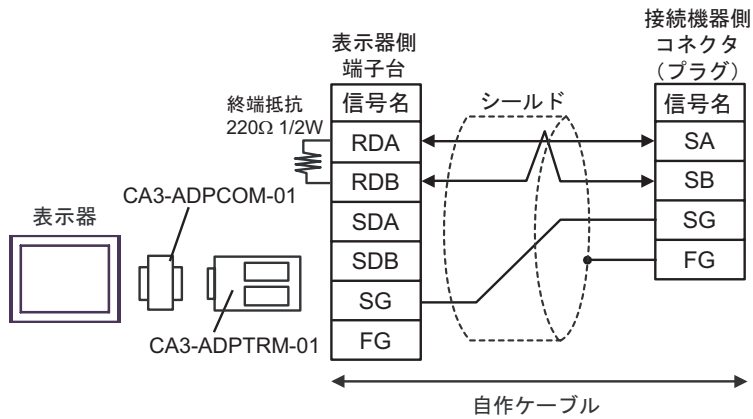 表示器
CA3-ADPCOM-01
CA3-ADPTRM-01
終端抵抗
220Ω 1/2W
表示器側
端子台
信号名
RDA
RDB
SDA
SDB
SG
FG
シールド
接続機器側
コネクタ
（プラグ）
信号名
SA
SB
SG
FG
自作ケーブル